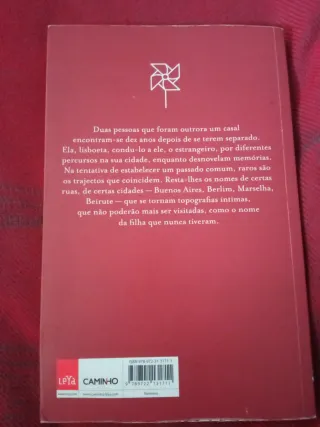 Duas pessoas que foram outrora um casal
encontram-se dez anos depois de se terem separado.
Ela, lisboeta, condu-lo a ele, o estrangeiro, por diferentes
percursos na sua cidade, enquanto desnovelam memórias.
Na tentativa de estabelecer um passado comum, raros são
os trajectos que coincidem. Resta-lhes os nomes de certas
ruas, de certas cidades — Buenos Aires, Berlim, Marselha,
Beirute — que se tornam topografias íntimas,
que não poderão mais ser visitadas, como o nome
da filha que nunca tiveram.
LeYa
CAMINHO